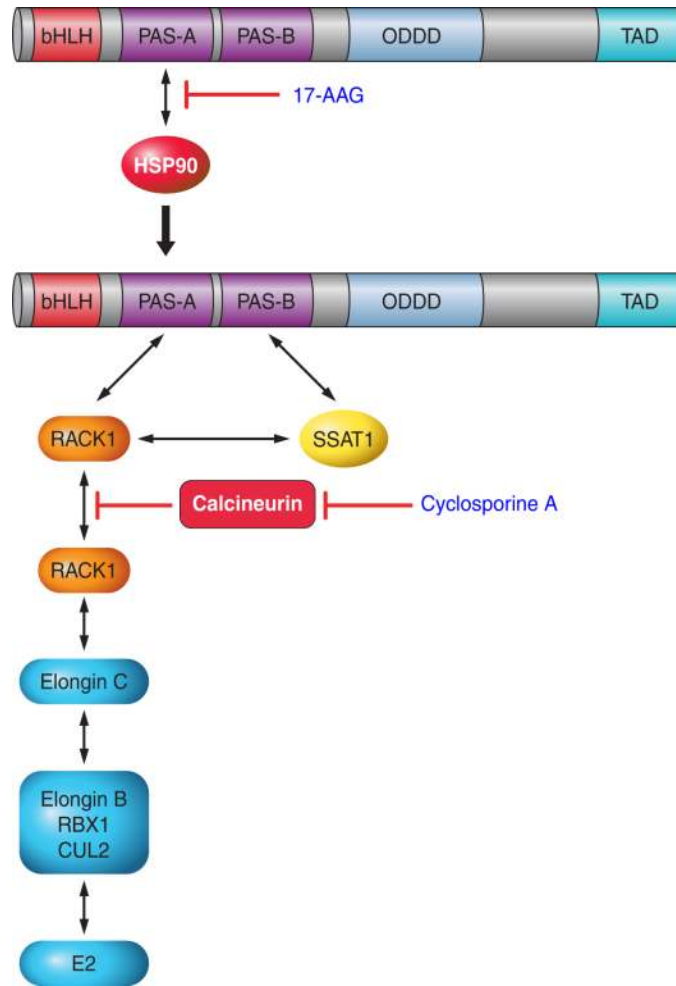 bHLH PAS-A PAS-B ODDD TAD
17-AAG
HSP90
bHLH PAS-A PAS-B ODDD TAD
RACK1 SSAT1
Calcineurin Cyclosporine A
RACK1
Elongin C
Elongin B
RBX1
CUL2
E2